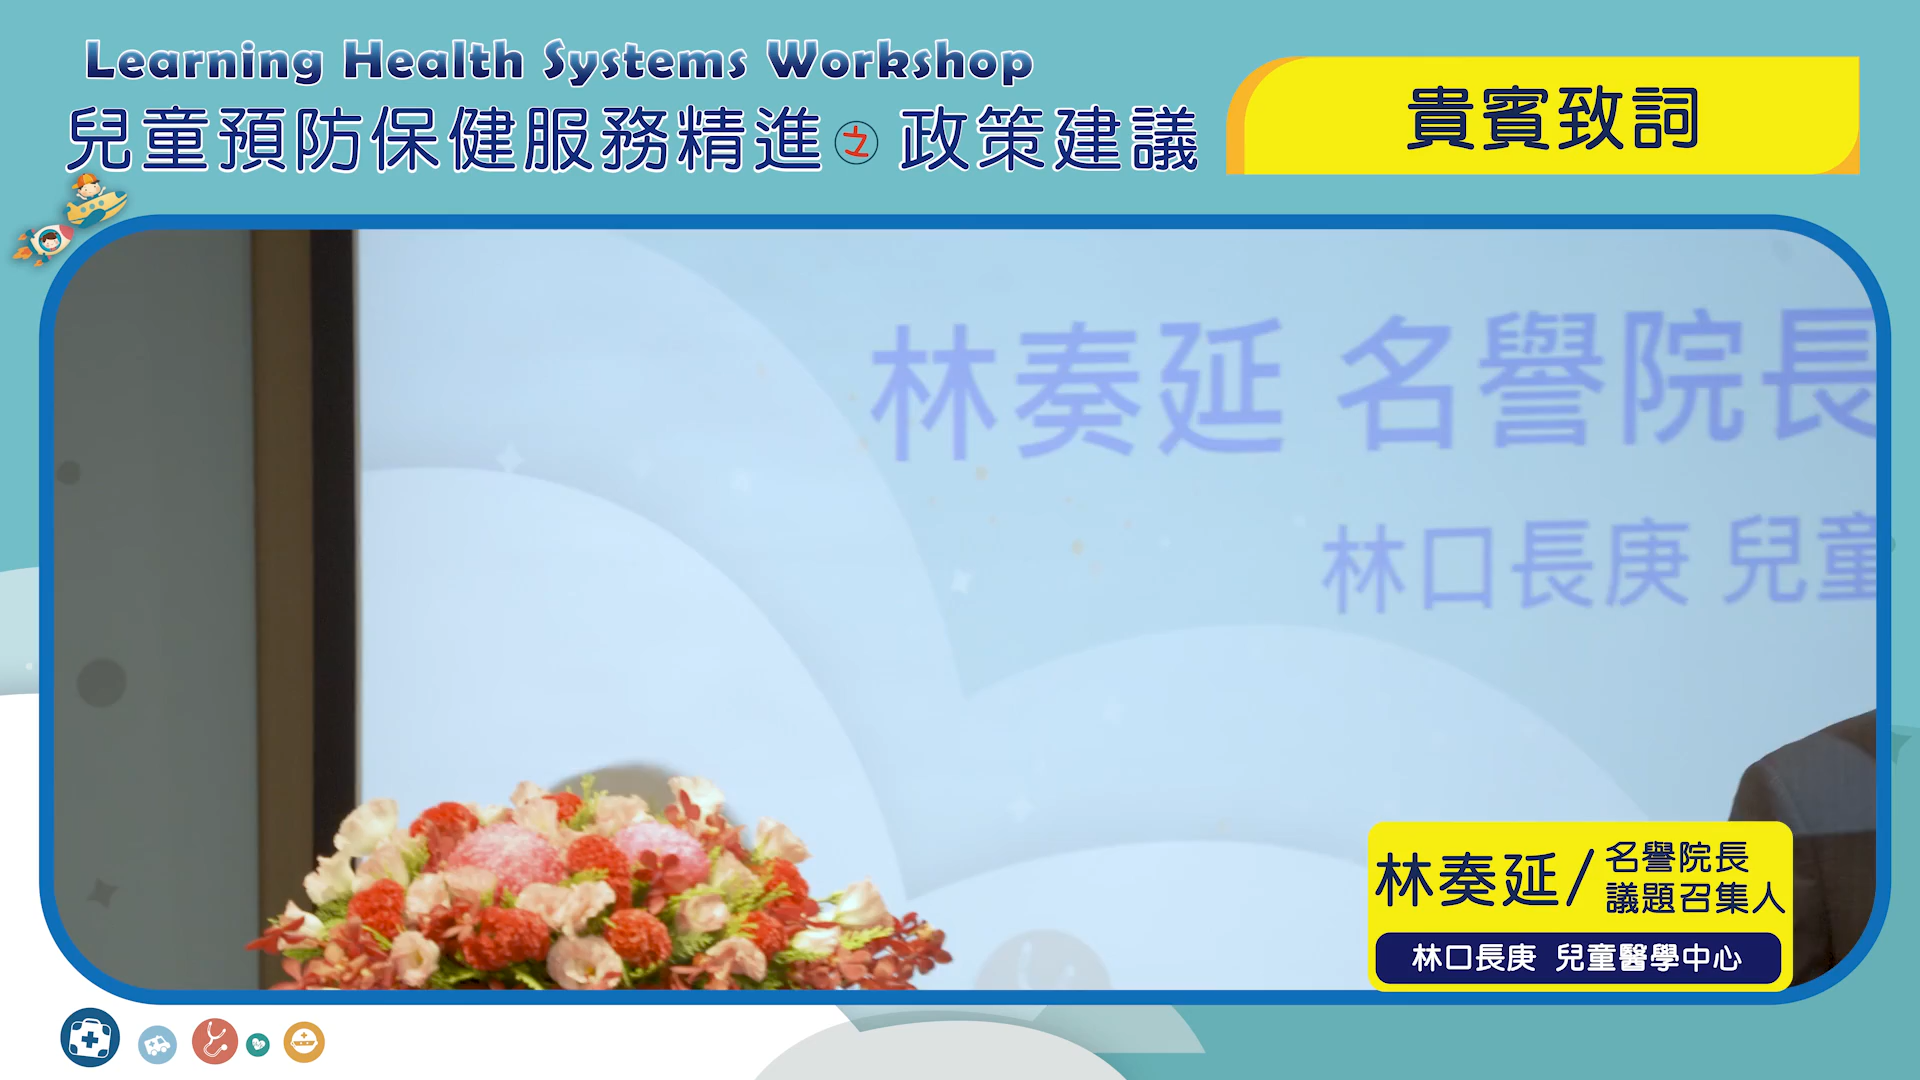 Learning Health Systems Workshop
兒童預防保健服務精進之政策建議
貴賓致詞
林奏延 名譽院長
林口長庚 兒童
林奏延/名譽院長
議題召集人
林口長庚 兒童醫學中心